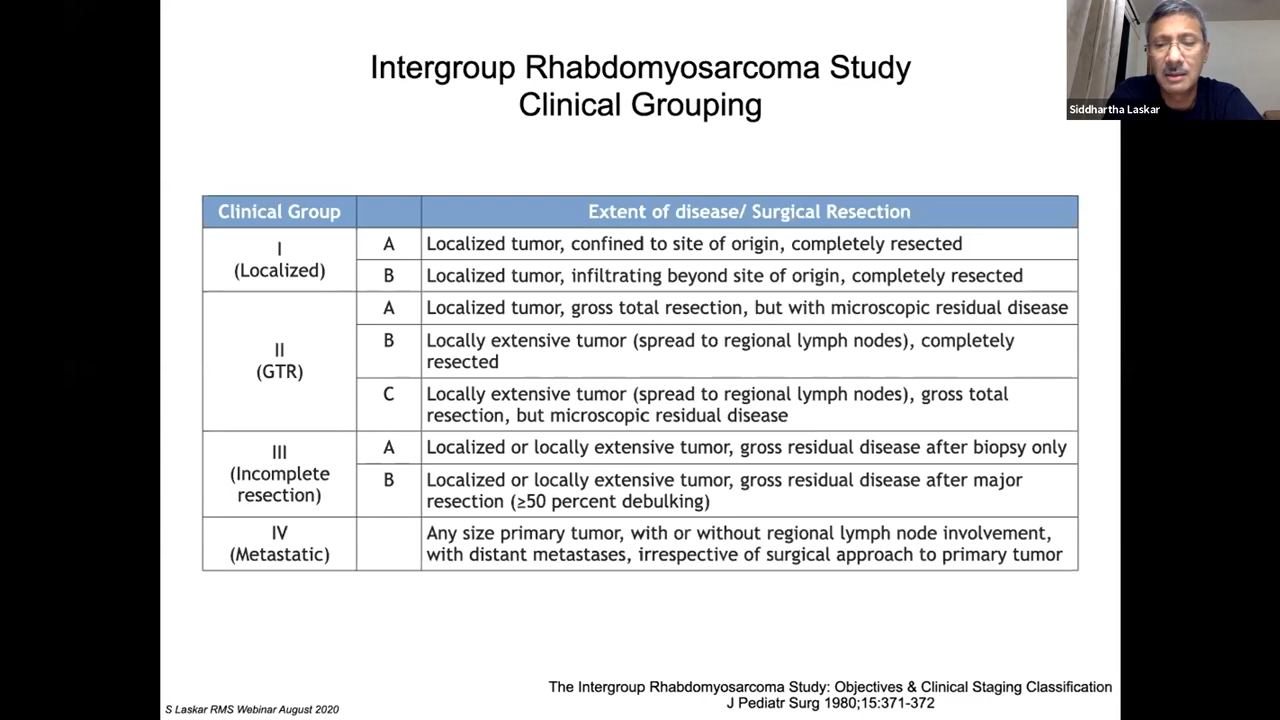 Intergroup Rhabdomyosarcoma Study
Clinical Grouping
Siddhartha Laskar
Clinical Group
Extent of disease/ Surgical Resection
I
(Localized)
A
Localized tumor, confined to site of origin, completely resected
B
Localized tumor, infiltrating beyond site of origin, completely resected
II
(GTR)
A
Localized tumor, gross total resection, but with microscopic residual disease
B
Locally extensive tumor (spread to regional lymph nodes), completely
resected
C
Locally extensive tumor (spread to regional lymph nodes), gross total
resection, but microscopic residual disease
III
(Incomplete
resection)
A
Localized or locally extensive tumor, gross residual disease after biopsy only
B
Localized or locally extensive tumor, gross residual disease after major
resection (≥50 percent debulking)
IV
(Metastatic)
Any size primary tumor, with or without regional lymph node involvement,
with distant metastases, irrespective of surgical approach to primary tumor
The Intergroup Rhabdomyosarcoma Study: Objectives & Clinical Staging Classification
J Pediatr Surg 1980;15:371-372
S Laskar RMS Webinar August 2020